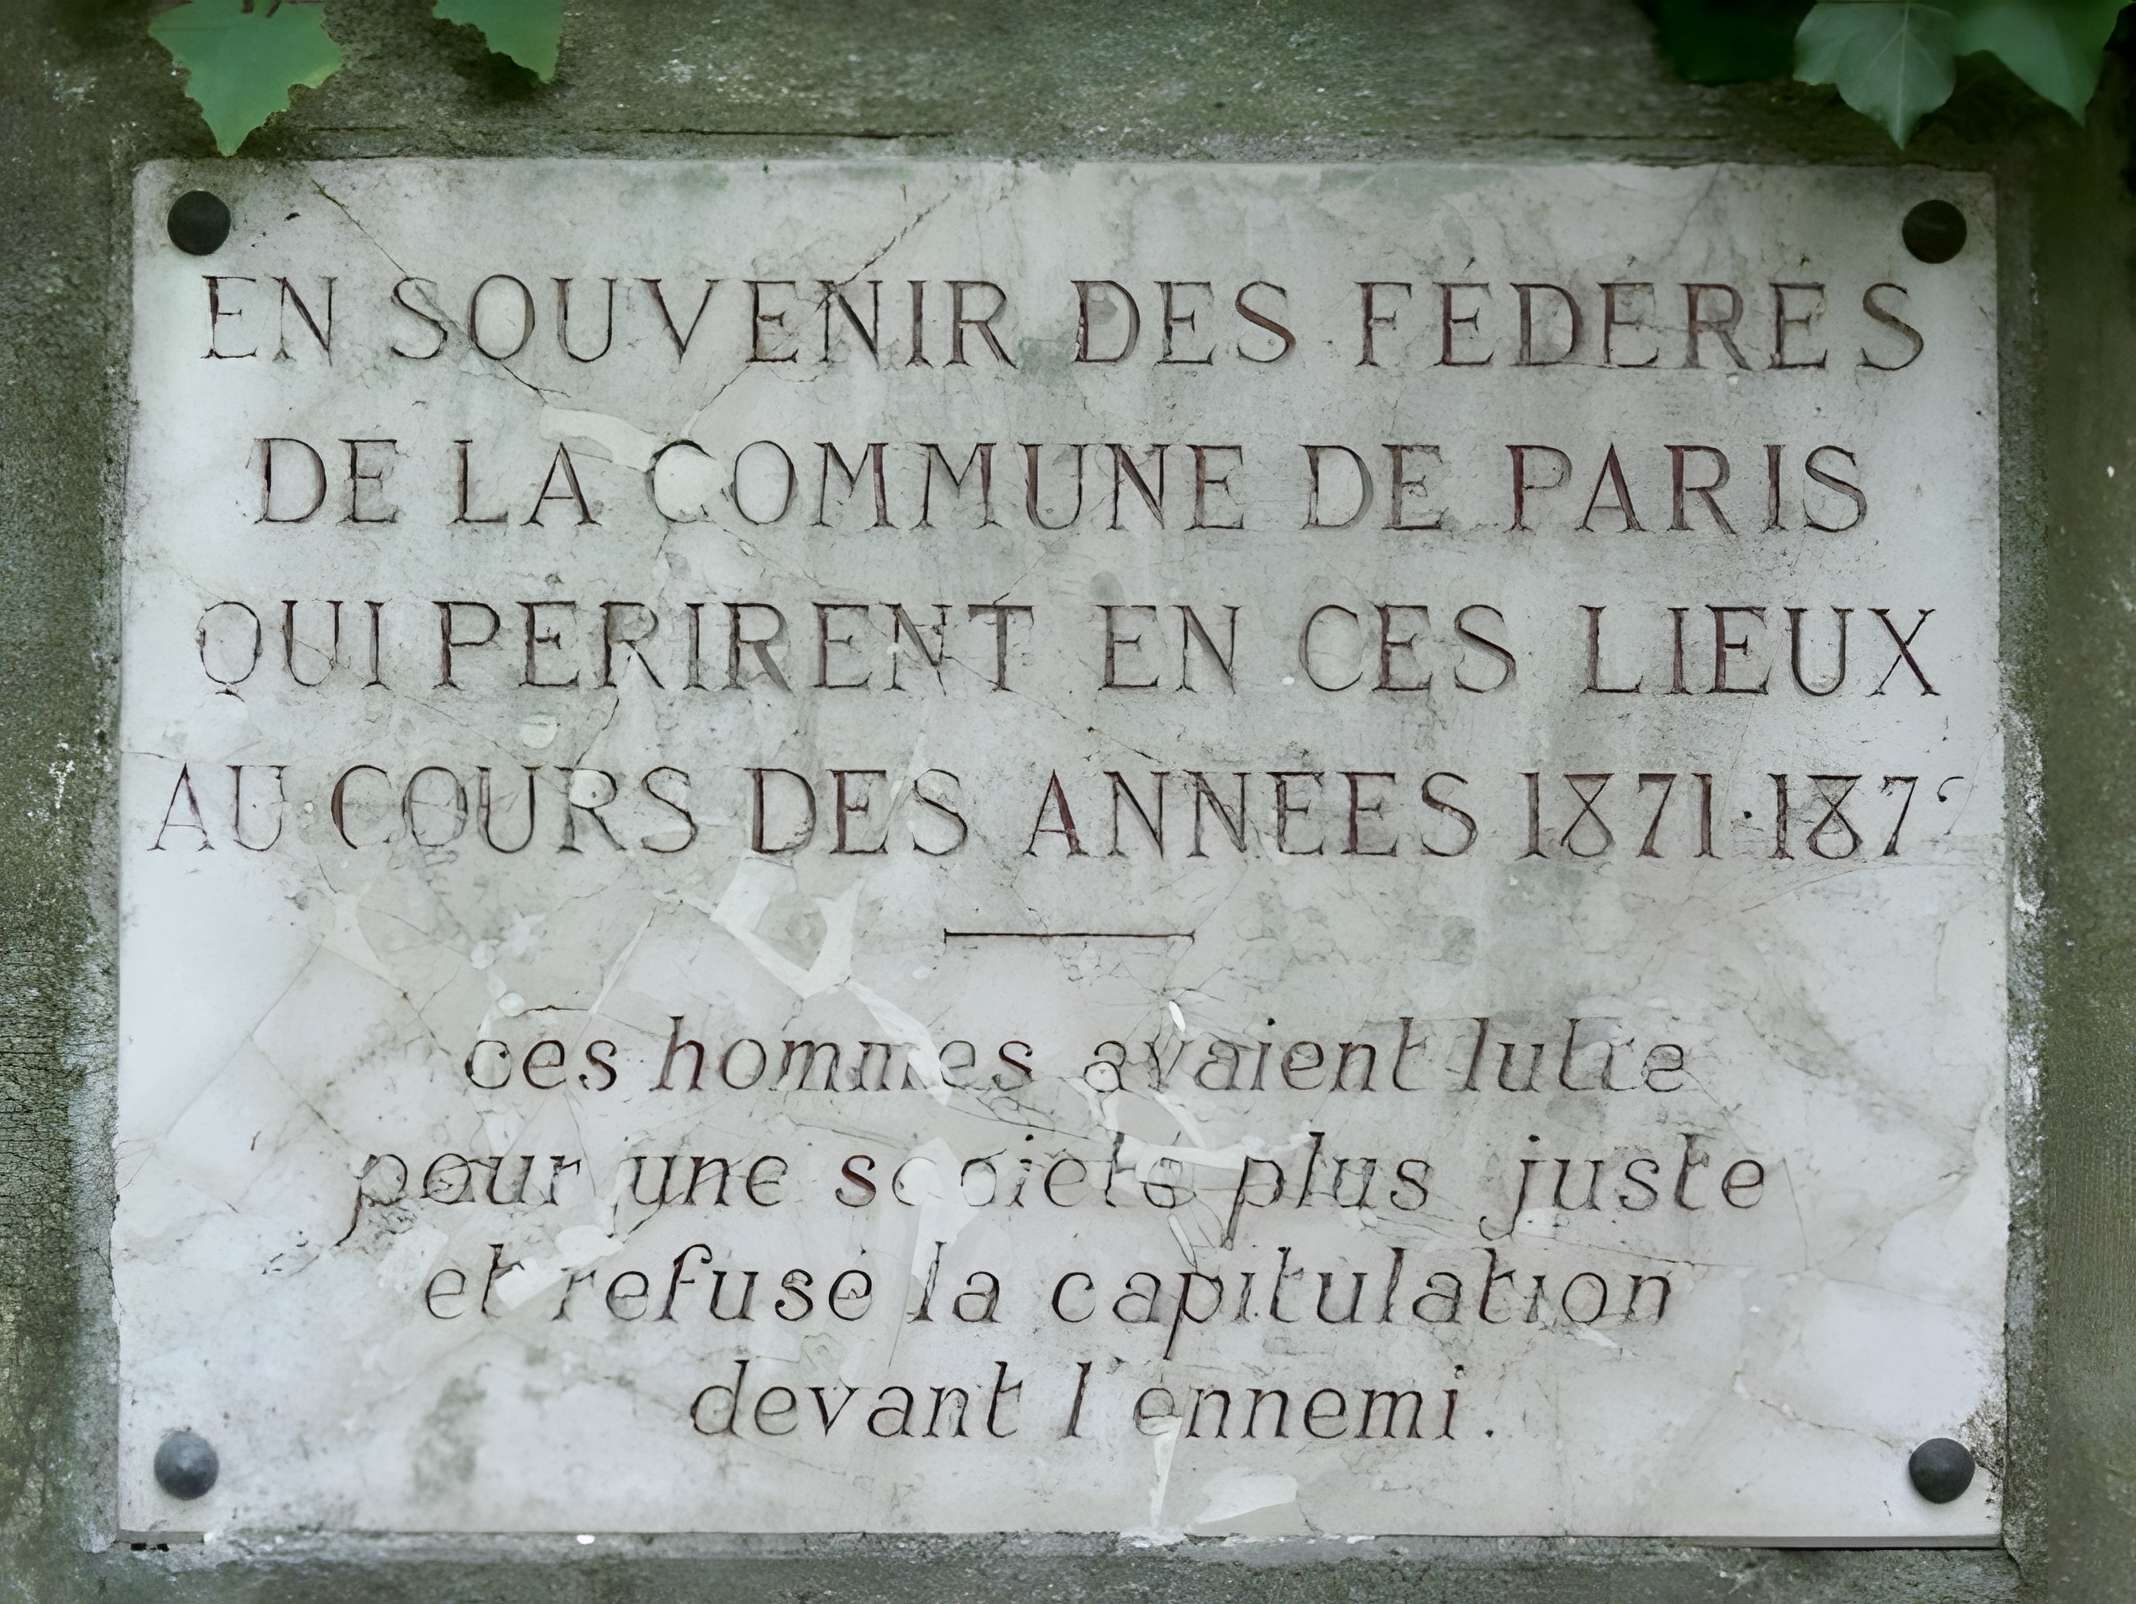 EN SOUVENIR DES FÉDÉRÉS
DE LA COMMUNE DE PARIS
QUI PÉRIRENT EN CES LIEUX
AU COURS DES ANNÉES 1871·187
ces hommes avaient lutté
pour une société plus juste
et refusé la capitulation
devant l'ennemi.